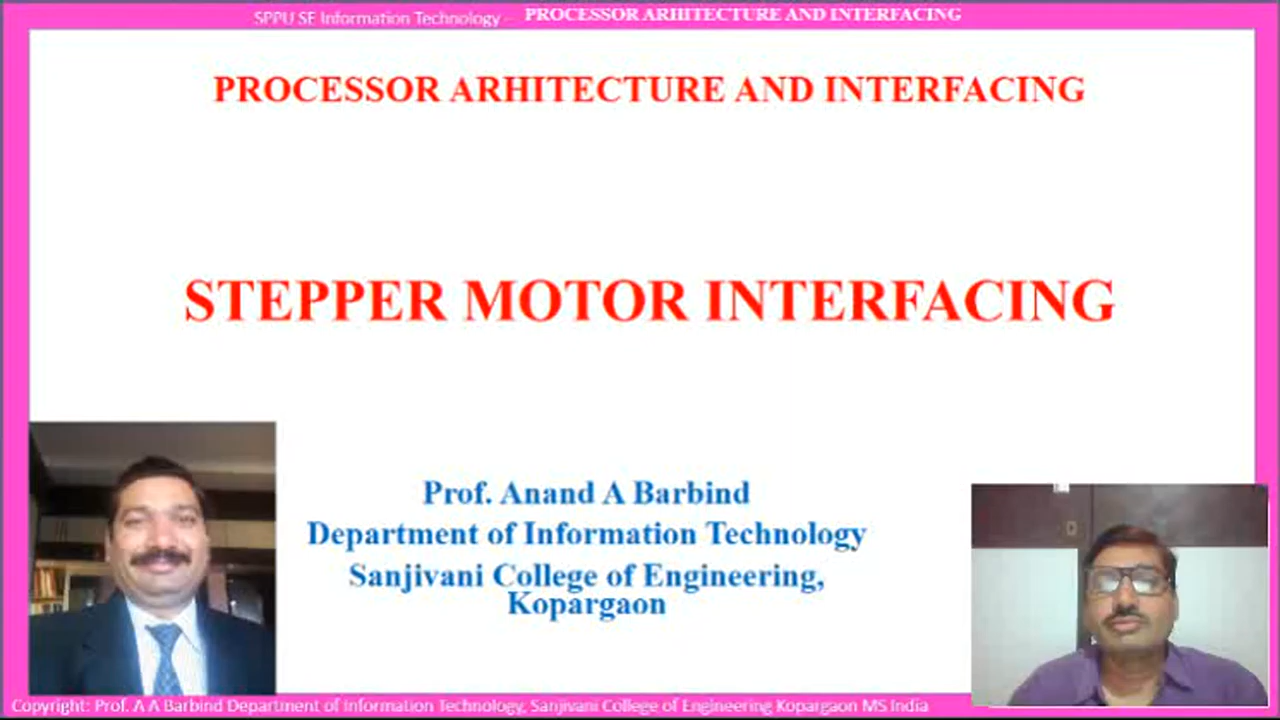 SPPU SE Information Technology - PROCESSOR ARHITECTURE AND INTERFACING
PROCESSOR ARHITECTURE AND INTERFACING
STEPPER MOTOR INTERFACING
Prof. Anand A Barbind
Department of Information Technology
Sanjivani College of Engineering,
Kopargaon
Copyright: Prof. A A Barbind Department of Information Technology, Sanjivani College of Engineering Kopargaon MS India